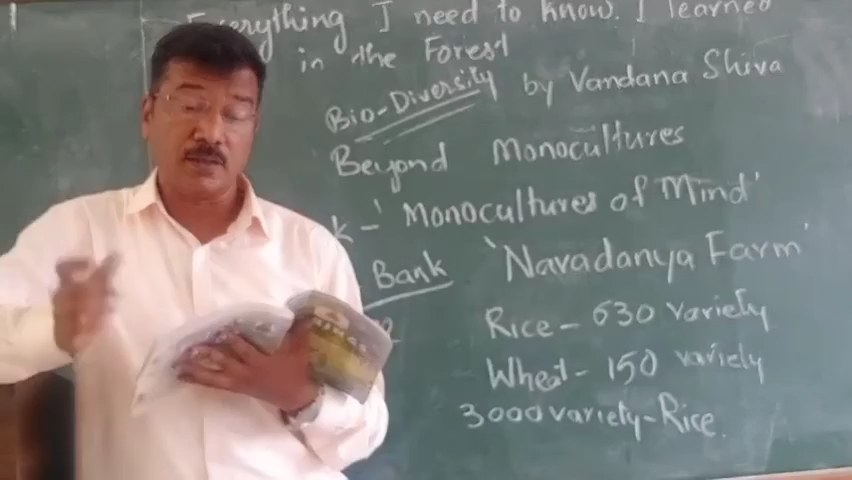 Everything I need to know. I learned
in the Forest
Bio-Diversity by Vandana Shiva
Beyond Monocultures
k - 'Monocultures of Mind'
Bank 'Navadanya Farm'
Rice - 630 variety
Wheat - 150 variety
3000 variety - Rice.